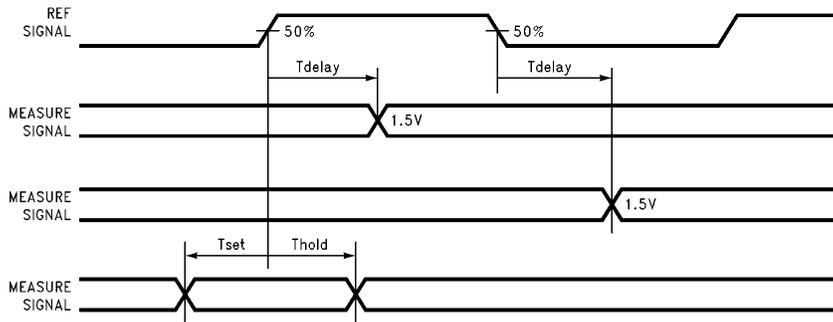 REF
SIGNAL
50%
50%
Tdelay
Tdelay
MEASURE
SIGNAL
1.5V
MEASURE
SIGNAL
1.5V
Tset
Thold
MEASURE
SIGNAL